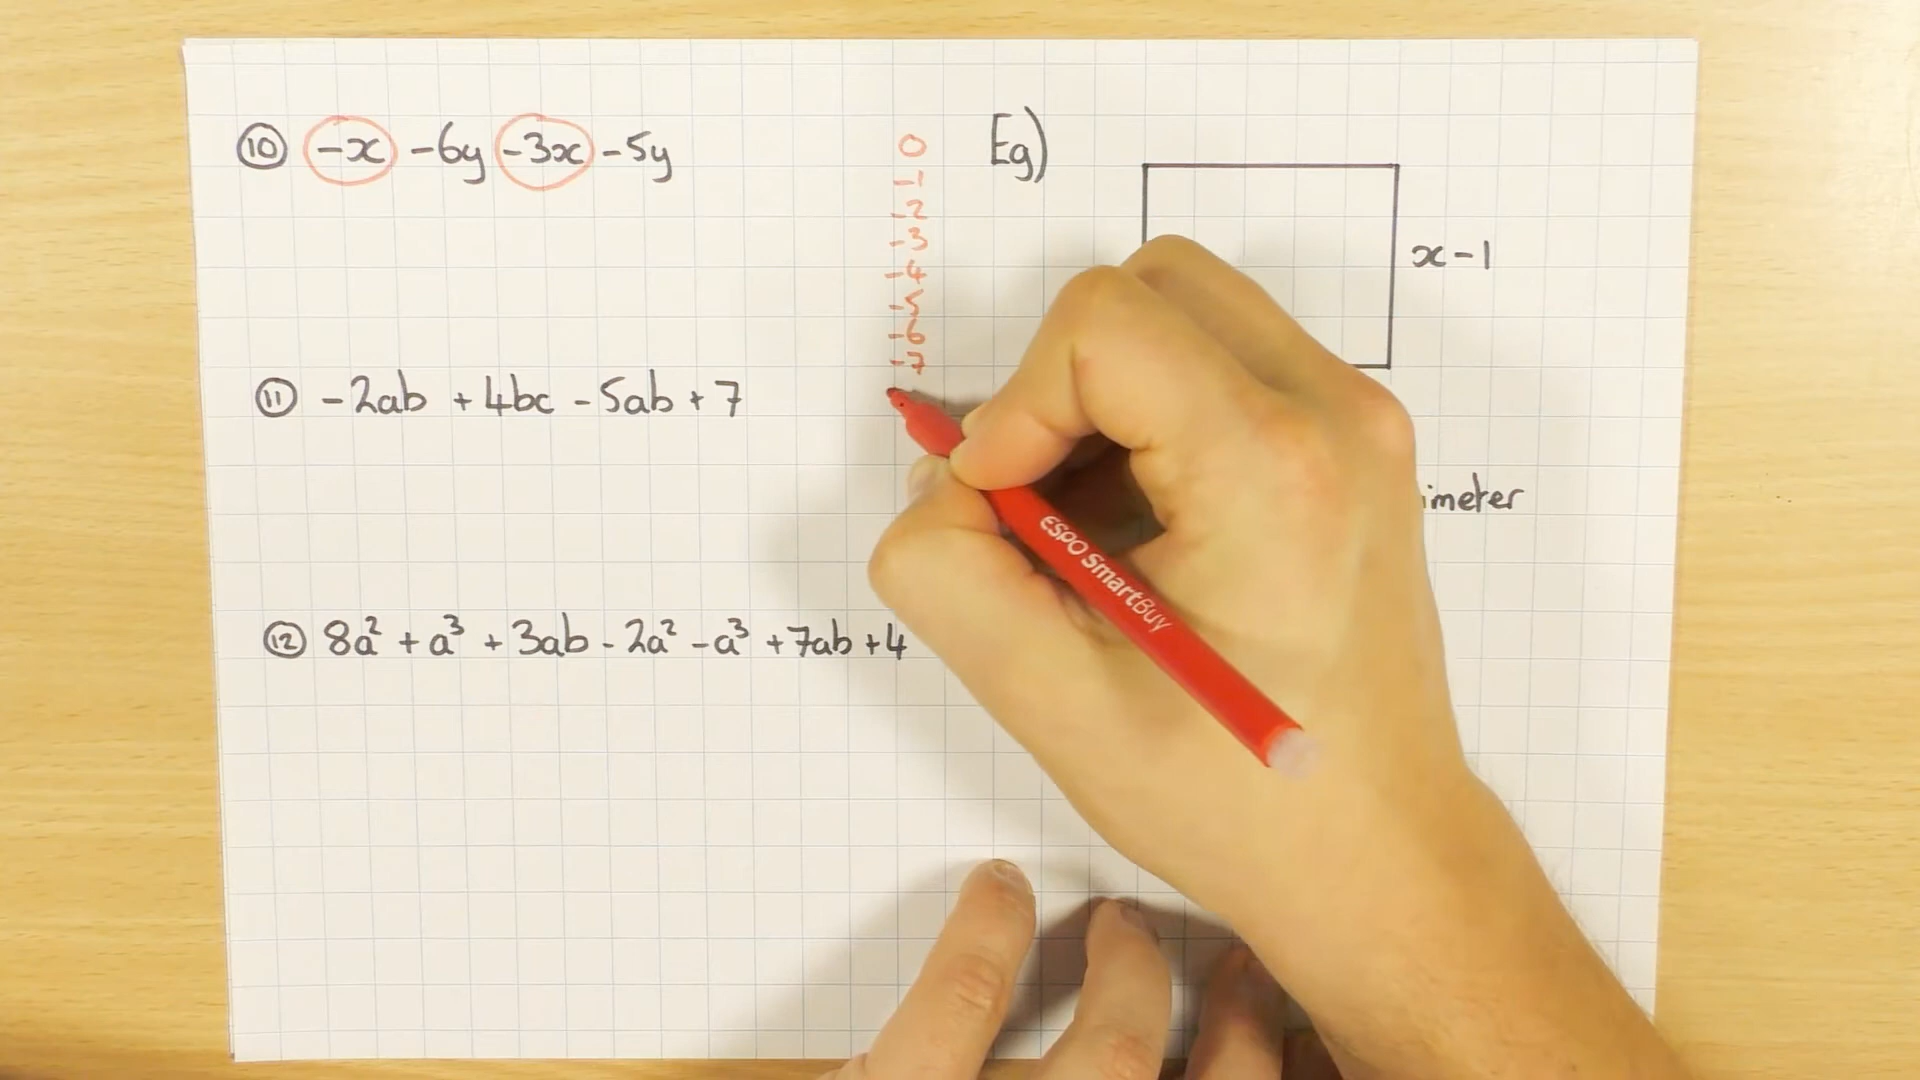 ⑩ -x -6y -3x -5y
⑪ -2ab + 4bc - 5ab + 7
⑫ 8a² + a³ + 3ab - 2a² - a³ + 7ab + 4
0
-1
-2
-3
-4
-5
-6
-7
Eg)
x - 1
ESPO SmartBuy